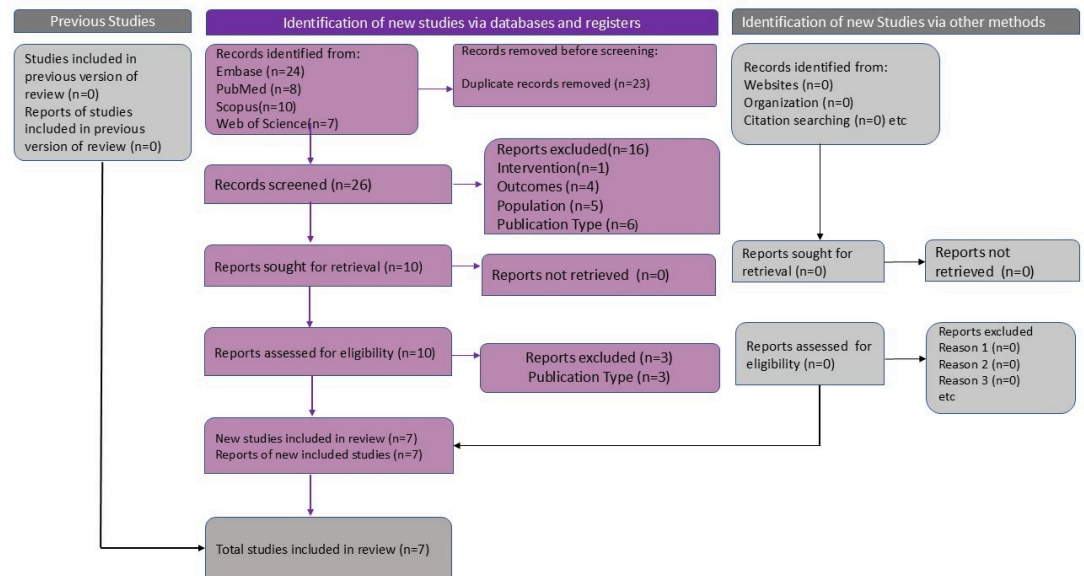 Previous Studies
Identification of new studies via databases and registers
Identification of new Studies via other methods
Studies included in
previous version of
review (n=0)
Reports of studies
included in previous
version of review (n=0)
Records identified from:
Embase (n=24)
PubMed (n=8)
Scopus(n=10)
Web of Science(n=7)
Records removed before screening:
Duplicate records removed (n=23)
Records identified from:
Websites (n=0)
Organization (n=0)
Citation searching (n=0) etc
Records screened (n=26)
Reports excluded(n=16)
Intervention(n=1)
Outcomes (n=4)
Population (n=5)
Publication Type (n=6)
Reports sought for retrieval (n=10)
Reports not retrieved (n=0)
Reports sought for
retrieval (n=0)
Reports not
retrieved (n=0)
Reports assessed for eligibility (n=10)
Reports excluded (n=3)
Publication Type (n=3)
Reports assessed for
eligibility (n=0)
Reports excluded
Reason 1 (n=0)
Reason 2 (n=0)
Reason 3 (n=0)
etc
New studies included in review (n=7)
Reports of new included studies (n=7)
Total studies included in review (n=7)